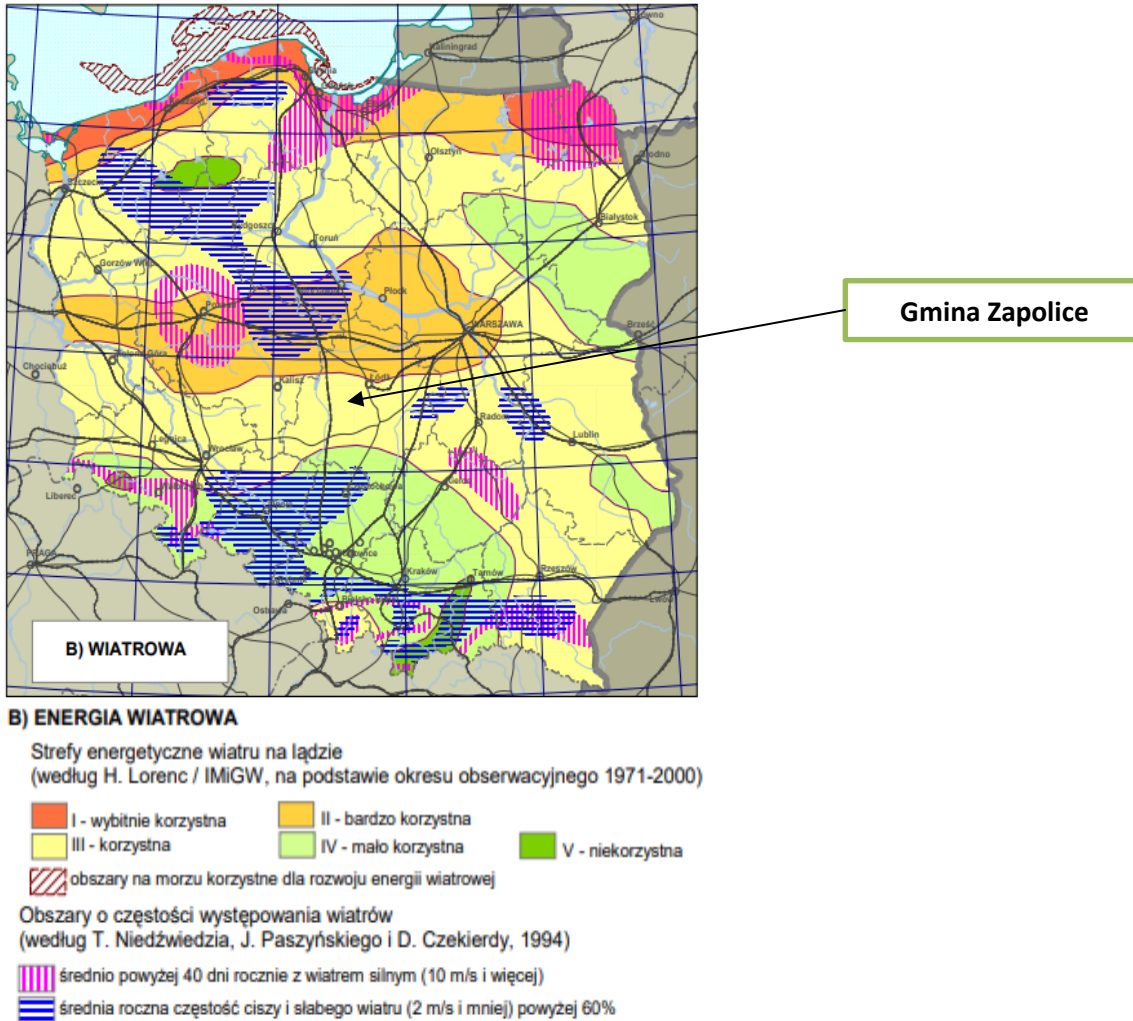 Kaliningrad
Olsztyn
Szczecin
Białystok
Bydgoszcz
Toruń
Płock
WARSZAWA
Brześć
Gmina Zapolice
Chociebuż
Kalisz
Łódź
Radom
Legnica
Wrocław
Lublin
Liberec
Kielce
PRAGA
Kraków
Tarnów
Rzeszów
Lwów
Ostrawa
B) WIATROWA
B) ENERGIA WIATROWA
Strefy energetyczne wiatru na lądzie
(według H. Lorenc / IMiGW, na podstawie okresu obserwacyjnego 1971-2000)
I - wybitnie korzystna
II - bardzo korzystna
III - korzystna
IV - mało korzystna
V - niekorzystna
obszary na morzu korzystne dla rozwoju energii wiatrowej
Obszary o częstości występowania wiatrów
(według T. Niedźwiedzia, J. Paszyńskiego i D. Czekierdy, 1994)
średnio powyżej 40 dni rocznie z wiatrem silnym (10 m/s i więcej)
średnia roczna częstość ciszy i słabego wiatru (2 m/s i mniej) powyżej 60%